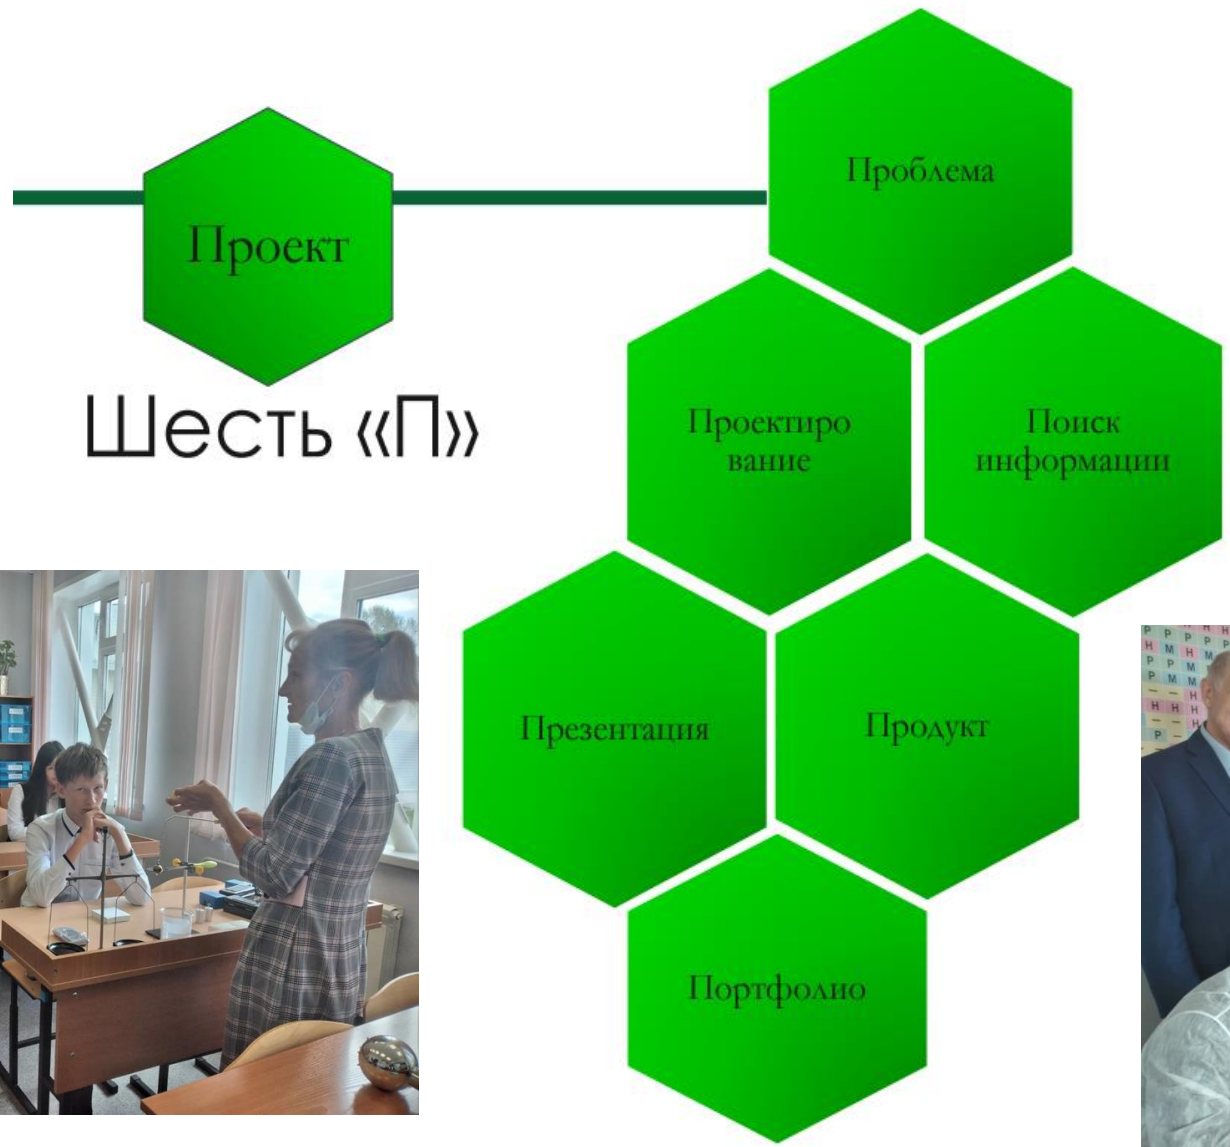 Проект
Шесть «П»
Проблема
Проектиро
вание
Поиск
информации
Презентация
Продукт
Портфолио